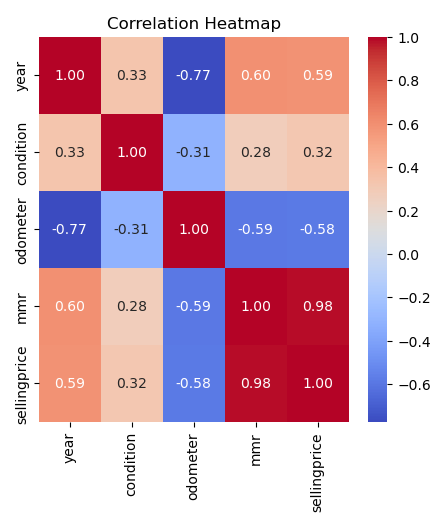 Correlation Heatmap
year 1.00 0.33 -0.77 0.60 0.59
condition 0.33 1.00 -0.31 0.28 0.32
odometer -0.77 -0.31 1.00 -0.59 -0.58
mmr 0.60 0.28 -0.59 1.00 0.98
sellingprice 0.59 0.32 -0.58 0.98 1.00
year condition odometer mmr sellingprice
1.0
0.8
0.6
0.4
0.2
0.0
−0.2
−0.4
−0.6